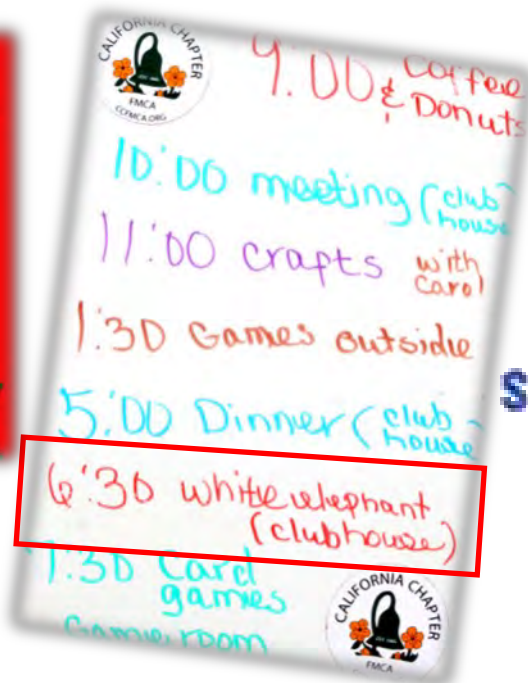 CALIFORNIA CHAPTER
FMCA
CCFMCA.ORG
9:00 Coffee
& Donuts
10:00 meeting (club-
house
11:00 crafts with
Carol
1:30 Games outside
5:00 Dinner (club-
house
6:30 white elephant
(clubhouse)
7:30 Card
games
Game room
CALIFORNIA CHAPTER
FMCA
S